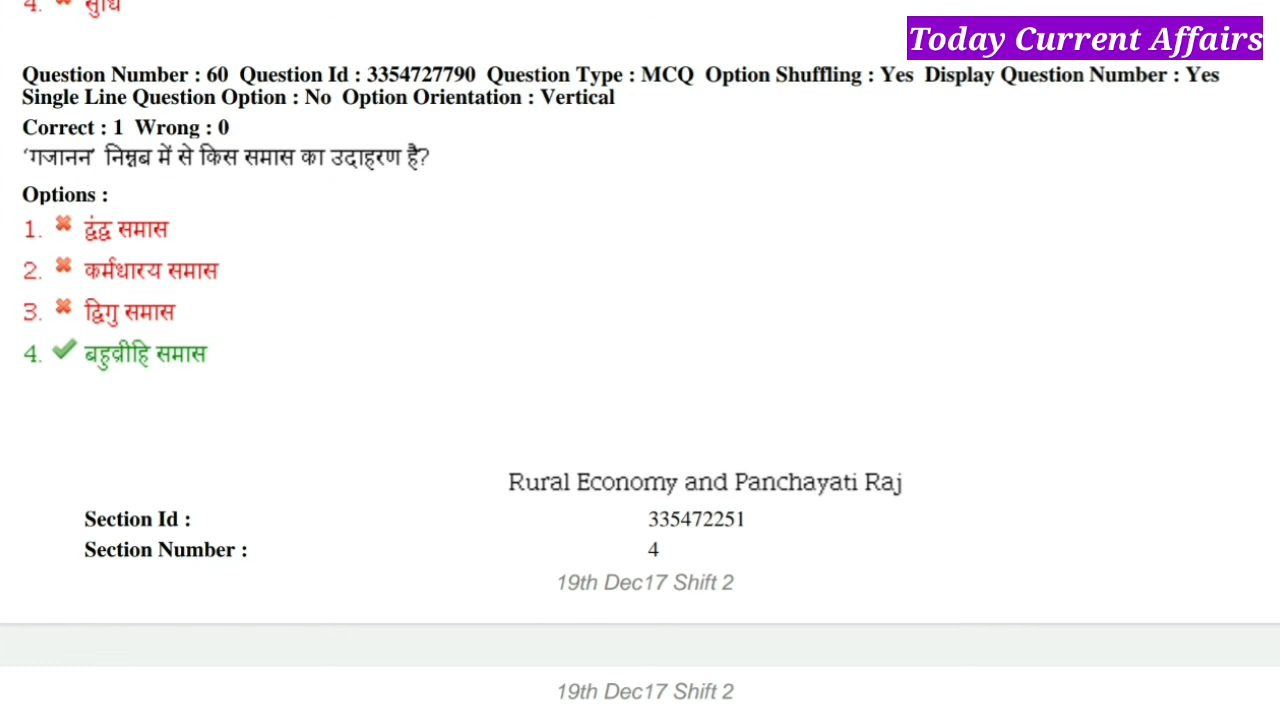 4. सुधि
Today Current Affairs
Question Number : 60 Question Id : 3354727790 Question Type : MCQ Option Shuffling : Yes Display Question Number : Yes
Single Line Question Option : No Option Orientation : Vertical
Correct : 1 Wrong : 0
‘गजानन’ निम्नब में से किस समास का उदाहरण है?
Options :
1. द्वंद्व समास
2. कर्मधारय समास
3. द्विगु समास
4. बहुव्रीहि समास
Rural Economy and Panchayati Raj
Section Id : 335472251
Section Number : 4
19th Dec17 Shift 2
19th Dec17 Shift 2